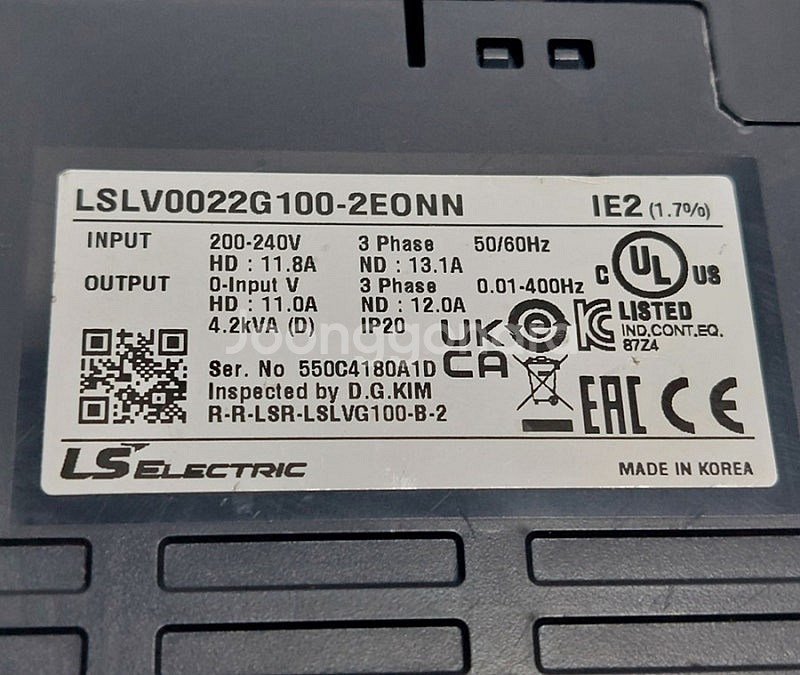 LSLV0022G100-2EONN IE2 (1.7%)
INPUT 200-240V 3 Phase 50/60Hz
HD : 11.8A ND : 13.1A
OUTPUT 0-Input V 3 Phase 0.01-400Hz
HD : 11.0A ND : 12.0A
4.2kVA (D) IP20
C UL US
LISTED
IND.CONT.EQ.
87Z4
Joonggonara
UK
CA
Ser. No 550C4180A1D
Inspected by D.G.KIM
R-R-LSR-LSLVG100-B-2
EAC CE
LS ELECTRIC MADE IN KOREA